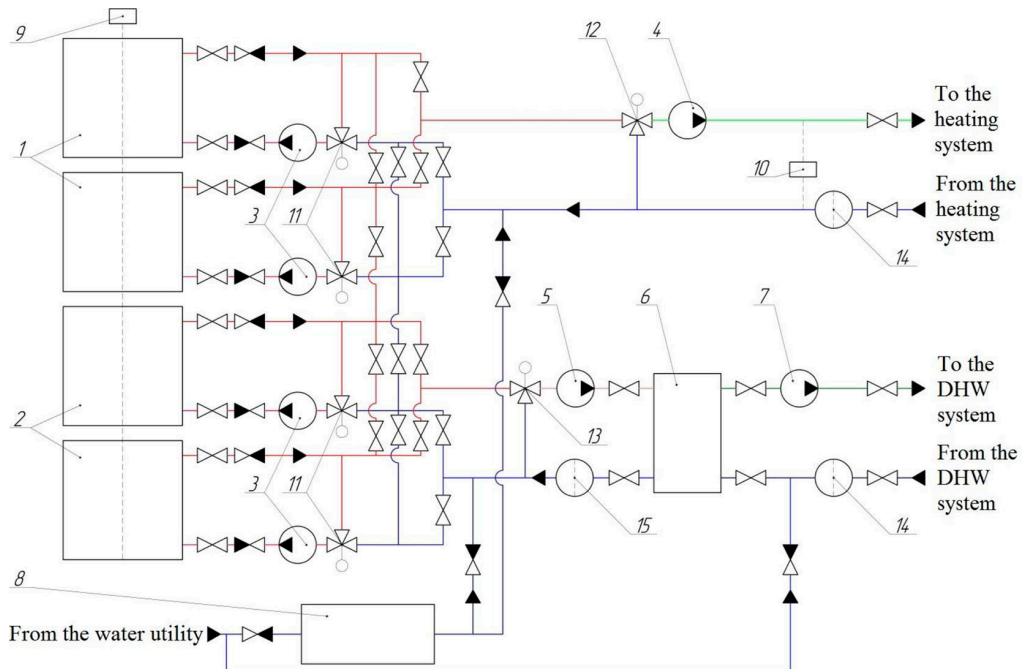 9
12
4
To the
heating
system
1
10
From the
heating
system
3
11
14
5
6
7
To the
DHW
system
2
13
From the
DHW
system
3
11
15
14
8
From the water utility